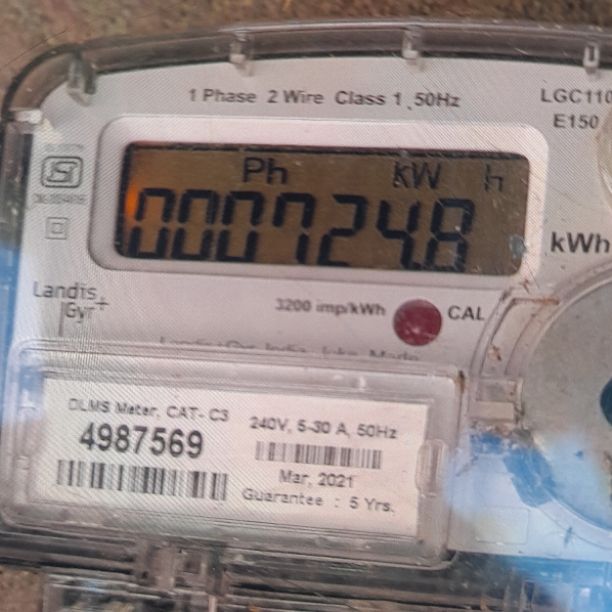 1 Phase 2 Wire Class 1, 50Hz
LGC110
E150
Ph kW h
000724.8
kWh
Landis
Gyr+
3200 imp/kWh
CAL
DLMS Meter, CAT- C3
4987569
240V, 5-30 A, 50Hz
Mar, 2021
Guarantee : 5 Yrs.